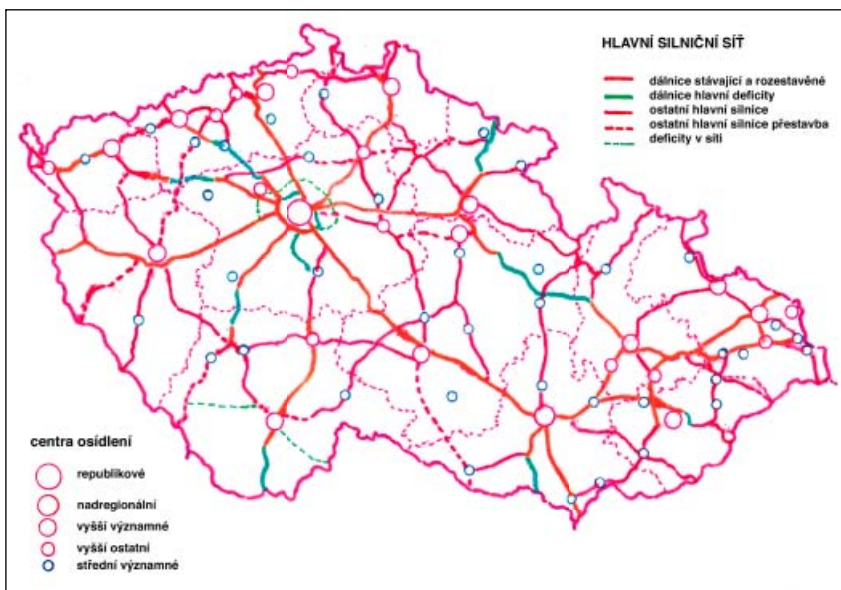 HLAVNÍ SILNIČNÍ SÍŤ
dálnice stávající a rozestavěné
dálnice hlavní deficity
ostatní hlavní silnice
ostatní hlavní silnice přestavba
deficity v síti
centra osídlení
republikové
nadregionální
vyšší významné
vyšší ostatní
střední významné